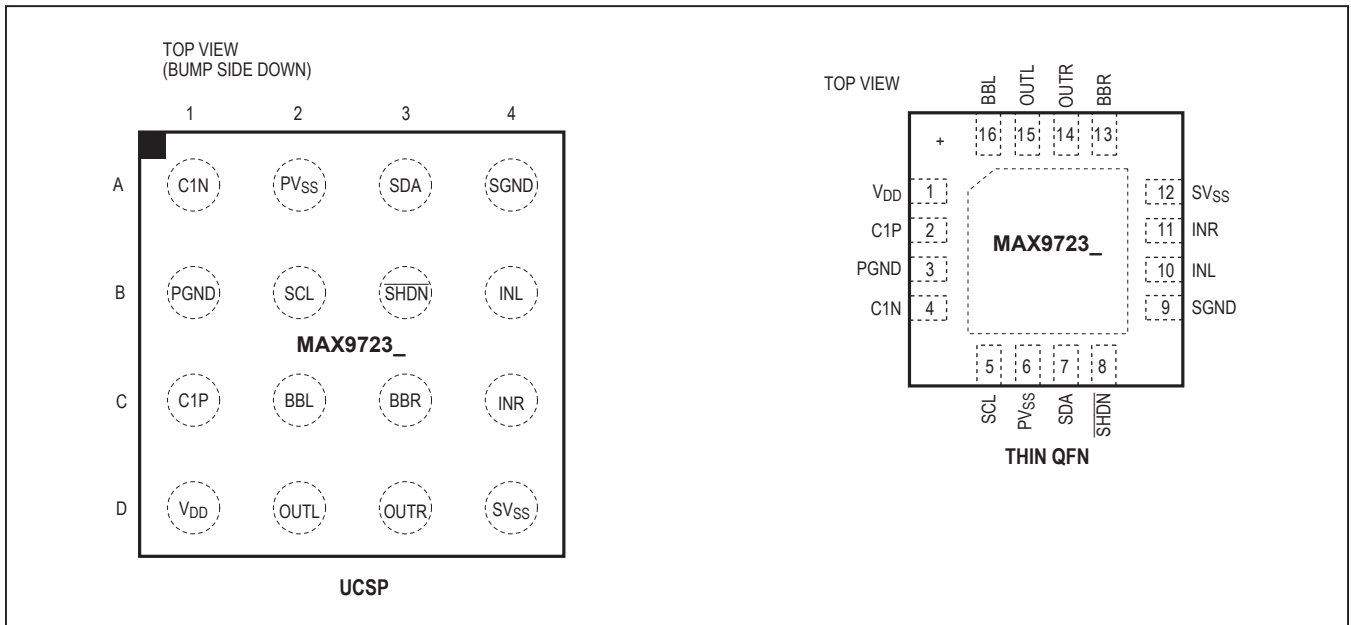 TOP VIEW
(BUMP SIDE DOWN)
1 2 3 4
A C1N PVSS SDA SGND
B PGND SCL SHDN INL
MAX9723_
C C1P BBL BBR INR
D VDD OUTL OUTR SVSS
UCSP
TOP VIEW
BBL OUTL OUTR BBR
+ 16 15 14 13
VDD 1 12 SVSS
C1P 2 11 INR
MAX9723_
PGND 3 10 INL
C1N 4 9 SGND
5 6 7 8
SCL PVSS SDA SHDN
THIN QFN